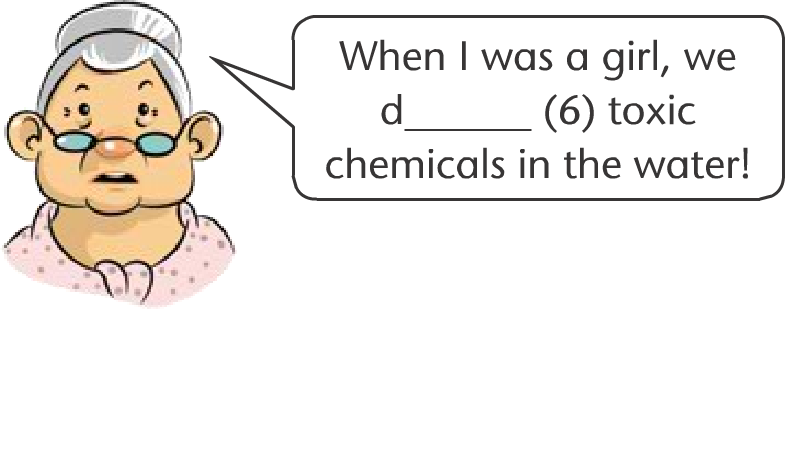 When I was a girl, we
d______ (6) toxic
chemicals in the water!